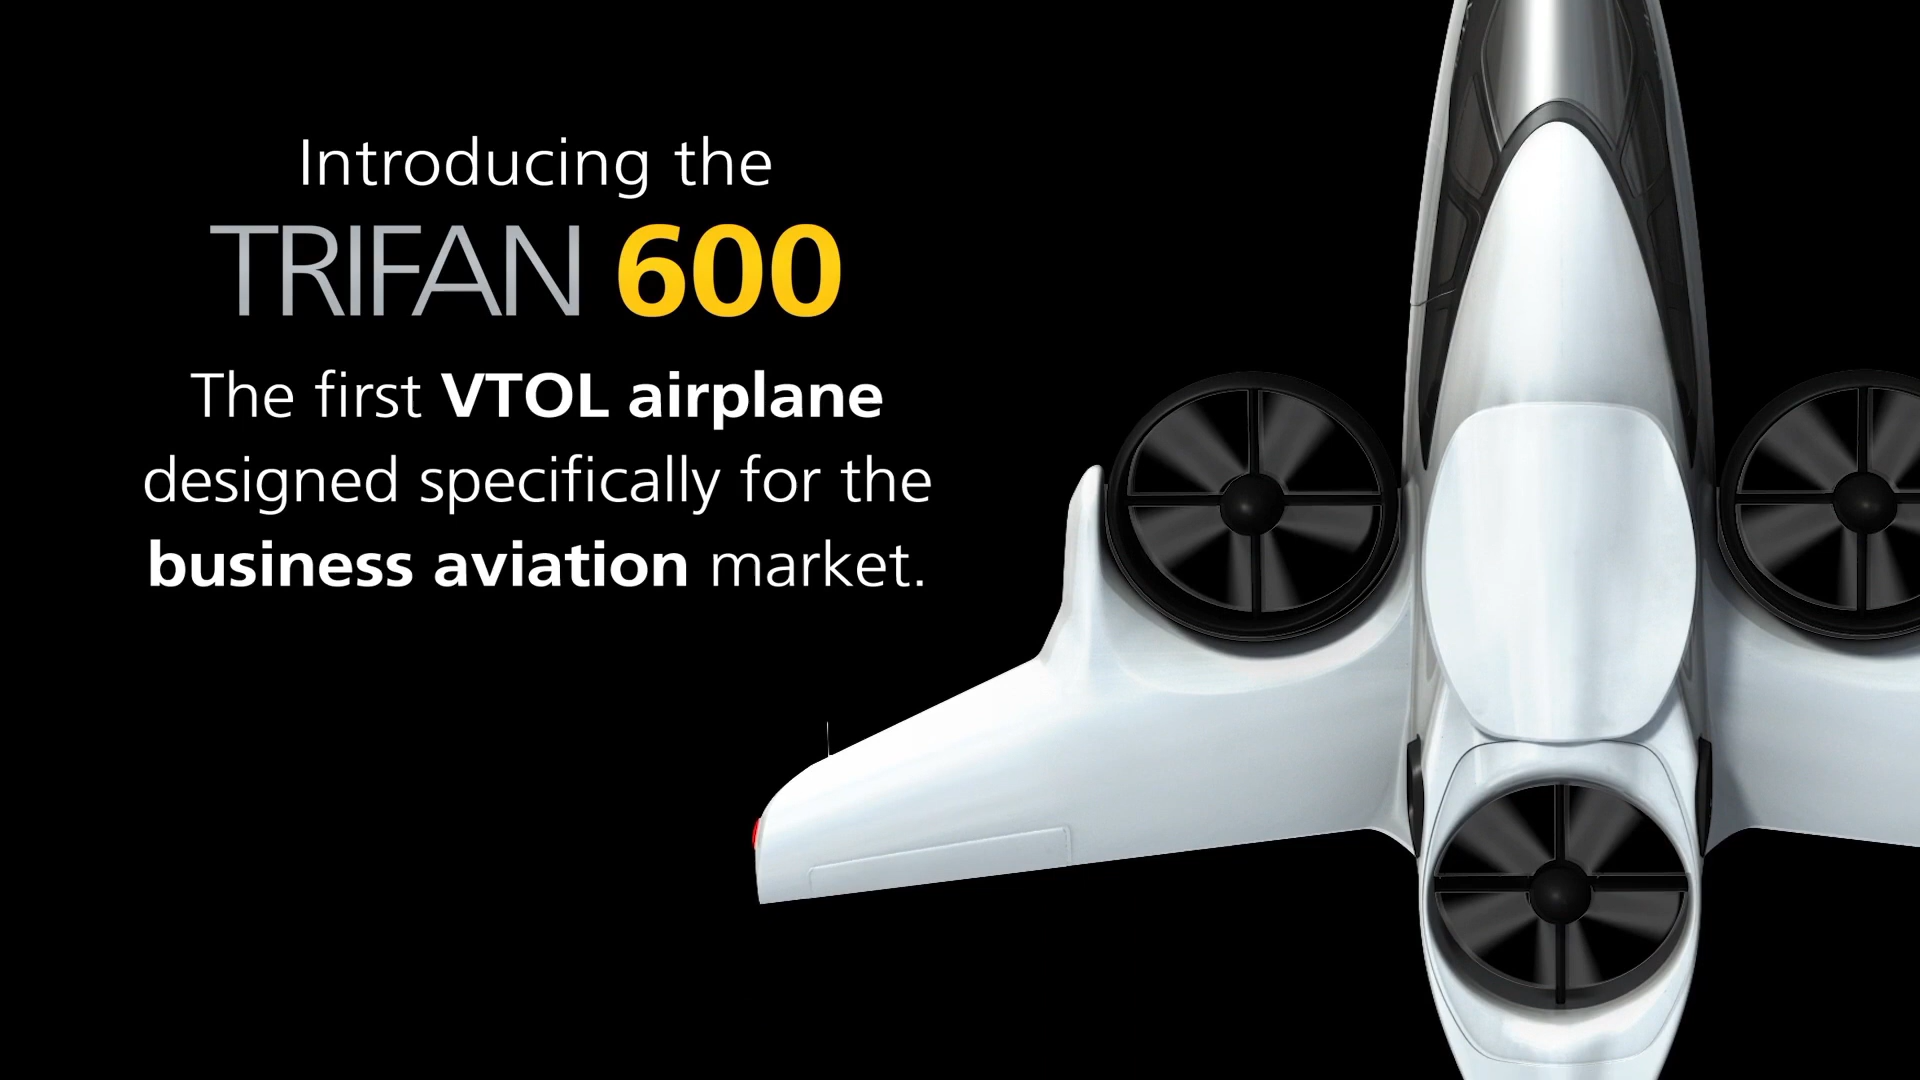 Introducing the
TRIFAN 600
The first VTOL airplane
designed specifically for the
business aviation market.